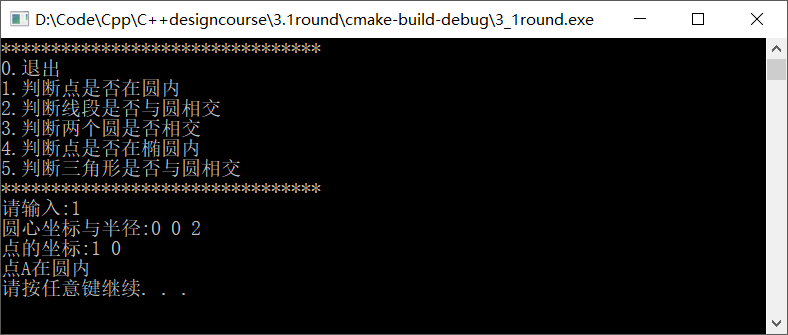 D:\Code\Cpp\C++designcourse\3.1round\cmake-build-debug\3_1round.exe
********************************
0.退出
1.判断点是否在圆内
2.判断线段是否与圆相交
3.判断两个圆是否相交
4.判断点是否在椭圆内
5.判断三角形是否与圆相交
********************************
请输入:1
圆心坐标与半径:0 0 2
点的坐标:1 0
点A在圆内
请按任意键继续. . .